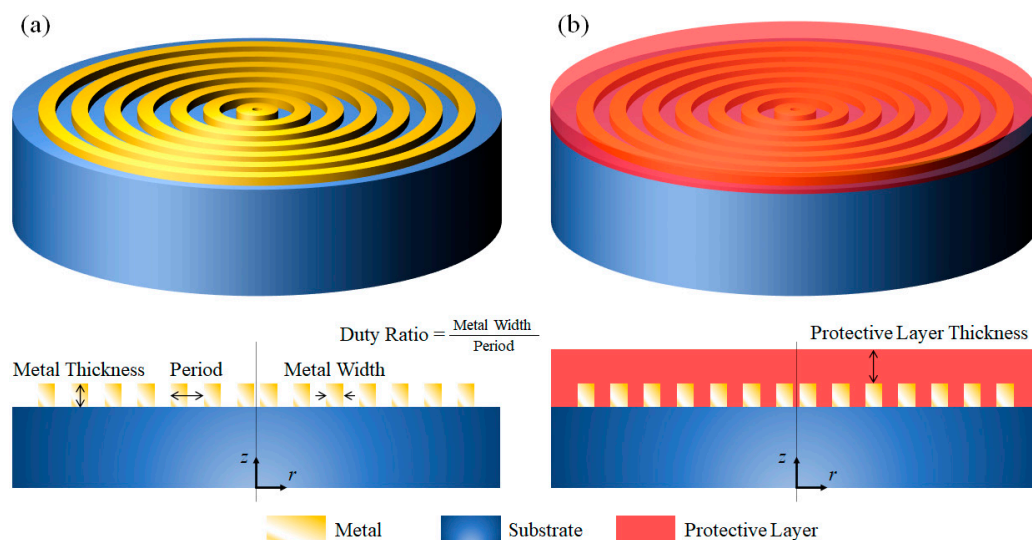 (a)
(b)
Duty Ratio = Metal Width
Period
Protective Layer Thickness
Metal Thickness
Period
Metal Width
z
r
z
r
Metal
Substrate
Protective Layer